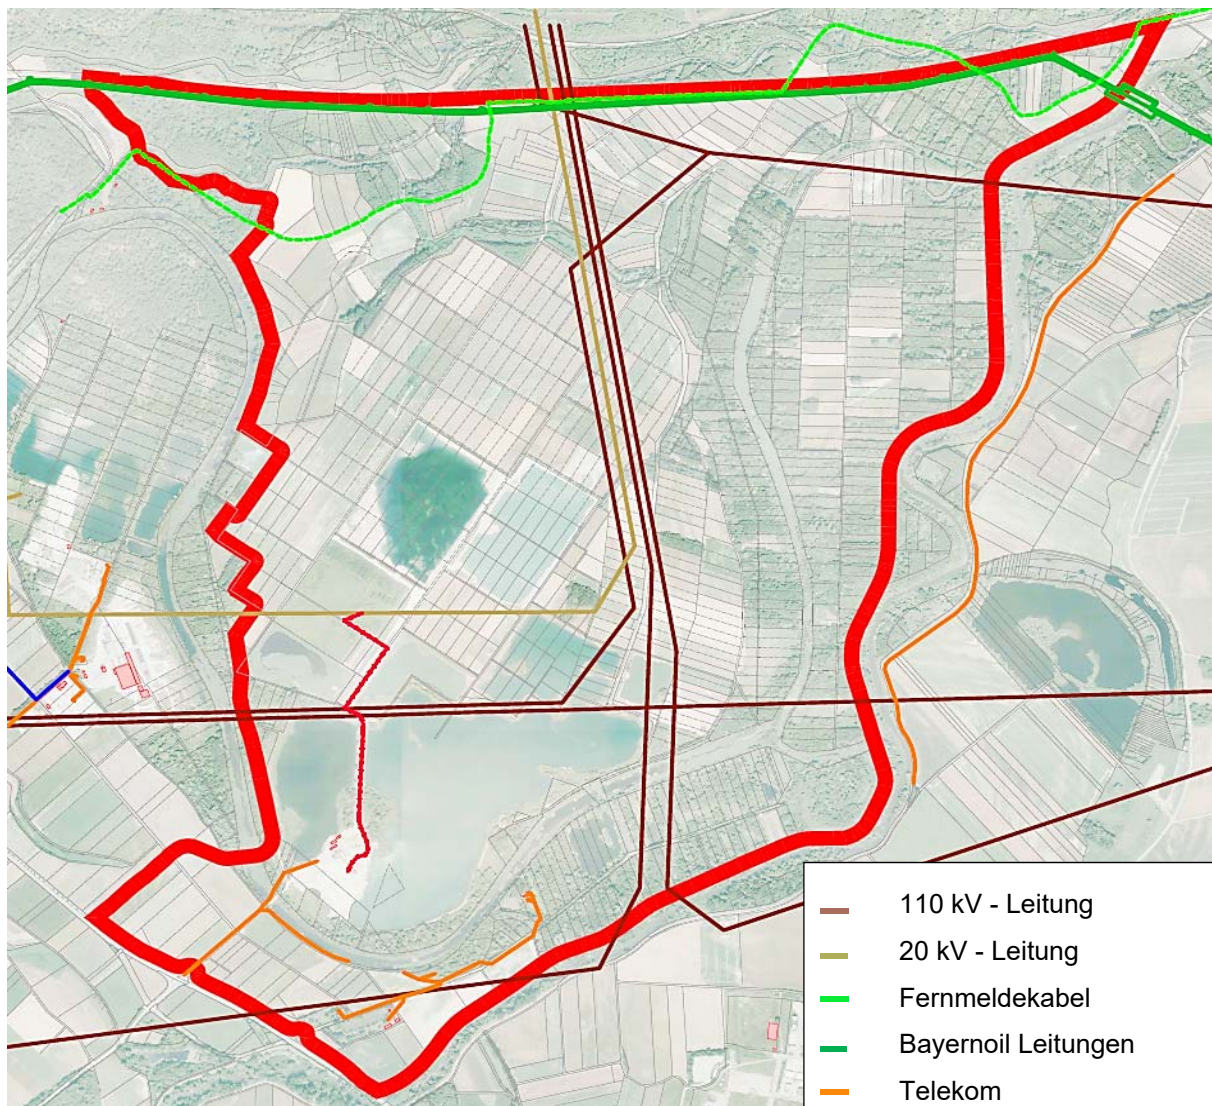 110 kV - Leitung
20 kV - Leitung
Fernmeldekabel
Bayernoil Leitungen
Telekom